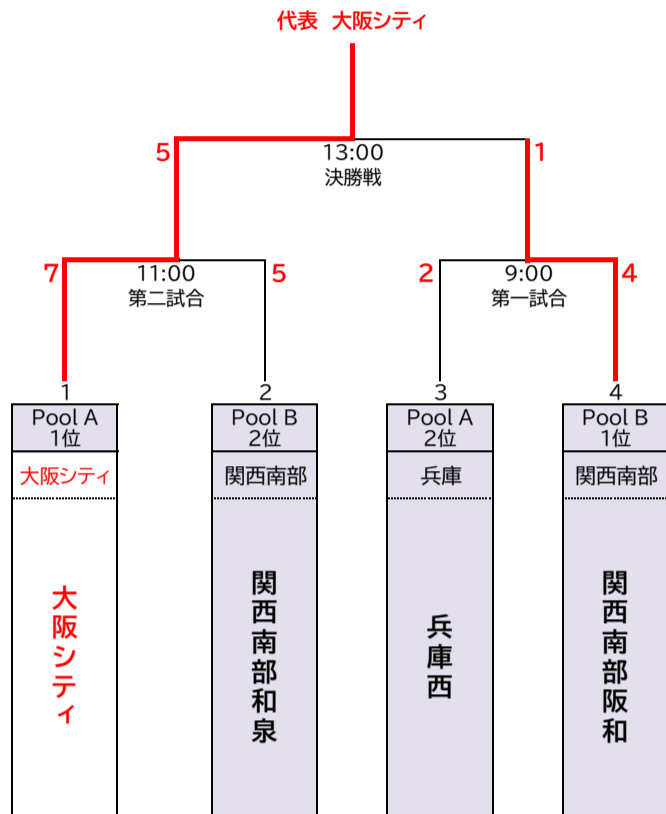 代表 大阪シティ
5
13:00
1
決勝戦
7
11:00
5
2
9:00
4
第二試合
第一試合
1
2
3
4
Pool A
1位
Pool B
2位
Pool A
2位
Pool B
1位
大阪シティ
関西南部
兵庫
関西南部
大阪シティ
関西南部和泉
兵庫西
関西南部阪和